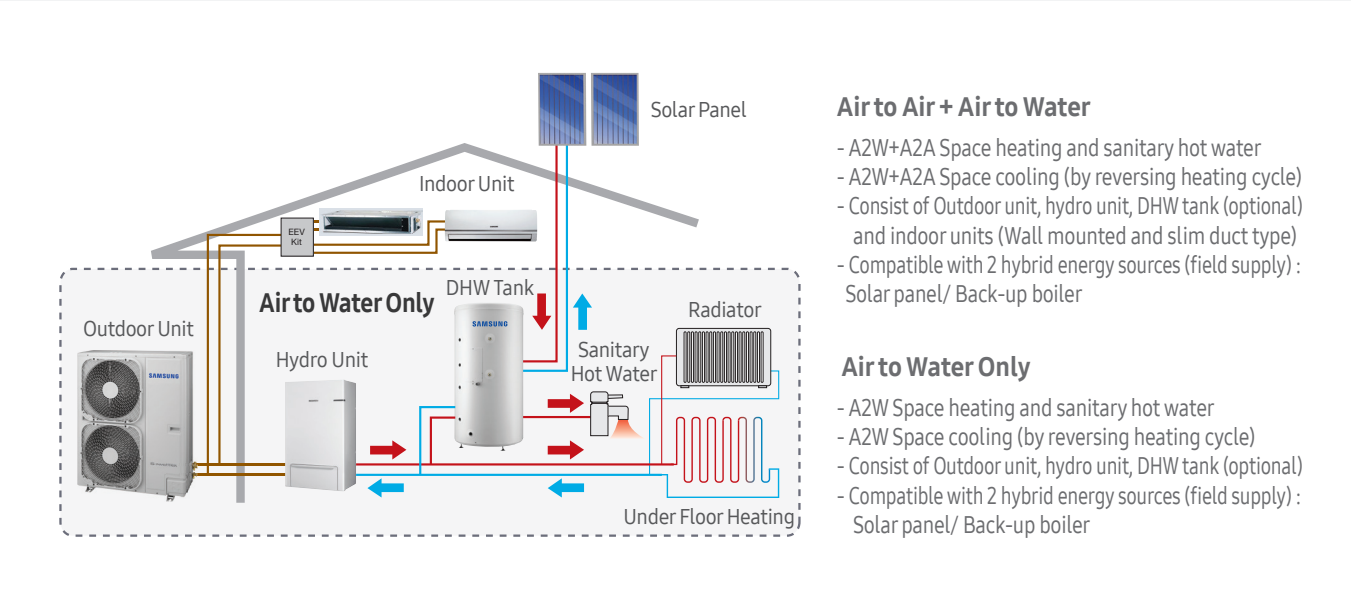 Solar Panel
Indoor Unit
EEV
Kit
Air to Water Only
DHW Tank
Outdoor Unit
SAMSUNG
Hydro Unit
SAMSUNG
Sanitary
Hot Water
Radiator
Under Floor Heating
Air to Air + Air to Water
- A2W+A2A Space heating and sanitary hot water
- A2W+A2A Space cooling (by reversing heating cycle)
- Consist of Outdoor unit, hydro unit, DHW tank (optional)
and indoor units (Wall mounted and slim duct type)
- Compatible with 2 hybrid energy sources (field supply) :
Solar panel/ Back-up boiler
Air to Water Only
- A2W Space heating and sanitary hot water
- A2W Space cooling (by reversing heating cycle)
- Consist of Outdoor unit, hydro unit, DHW tank (optional)
- Compatible with 2 hybrid energy sources (field supply) :
Solar panel/ Back-up boiler